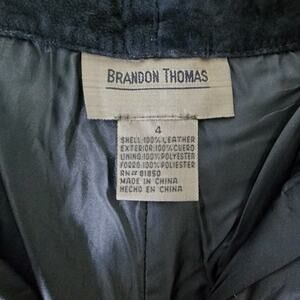 BRANDON THOMAS
4
SHELL:100% LEATHER
EXTERIOR:100% CUERO
LINING:100% POLYESTER
FORRO:100% POLIESTER
RN# 81850
MADE IN CHINA
HECHO EN CHINA